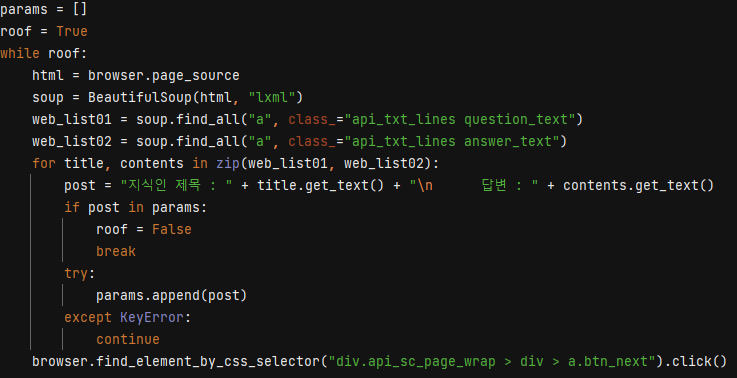 params = []
roof = True
while roof:
    html = browser.page_source
    soup = BeautifulSoup(html, "lxml")
    web_list01 = soup.find_all("a", class_="api_txt_lines question_text")
    web_list02 = soup.find_all("a", class_="api_txt_lines answer_text")
    for title, contents in zip(web_list01, web_list02):
        post = "지식인 제목 : " + title.get_text() + "\n      답변 : " + contents.get_text()
        if post in params:
            roof = False
            break
        try:
            params.append(post)
        except KeyError:
            continue
    browser.find_element_by_css_selector("div.api_sc_page_wrap > div > a.btn_next").click()